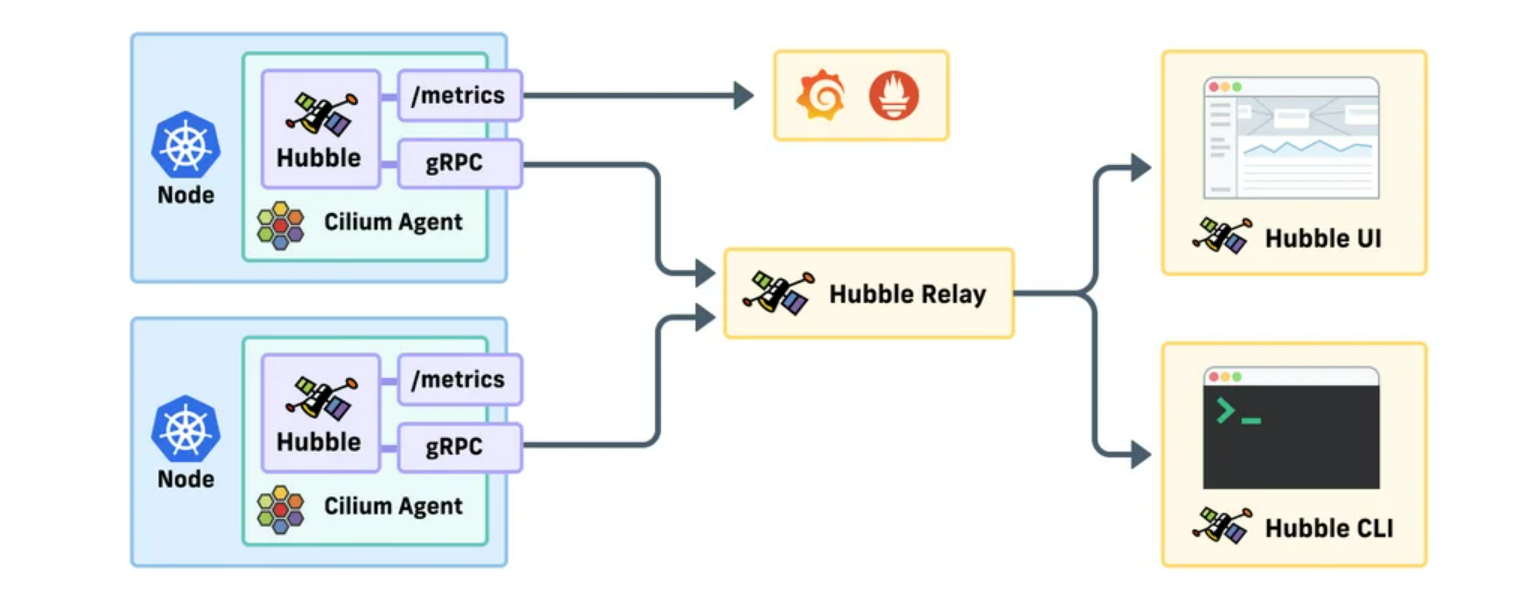 Node
Hubble
/metrics
gRPC
Cilium Agent
Node
Hubble
/metrics
gRPC
Cilium Agent
Hubble Relay
Hubble UI
>_
Hubble CLI